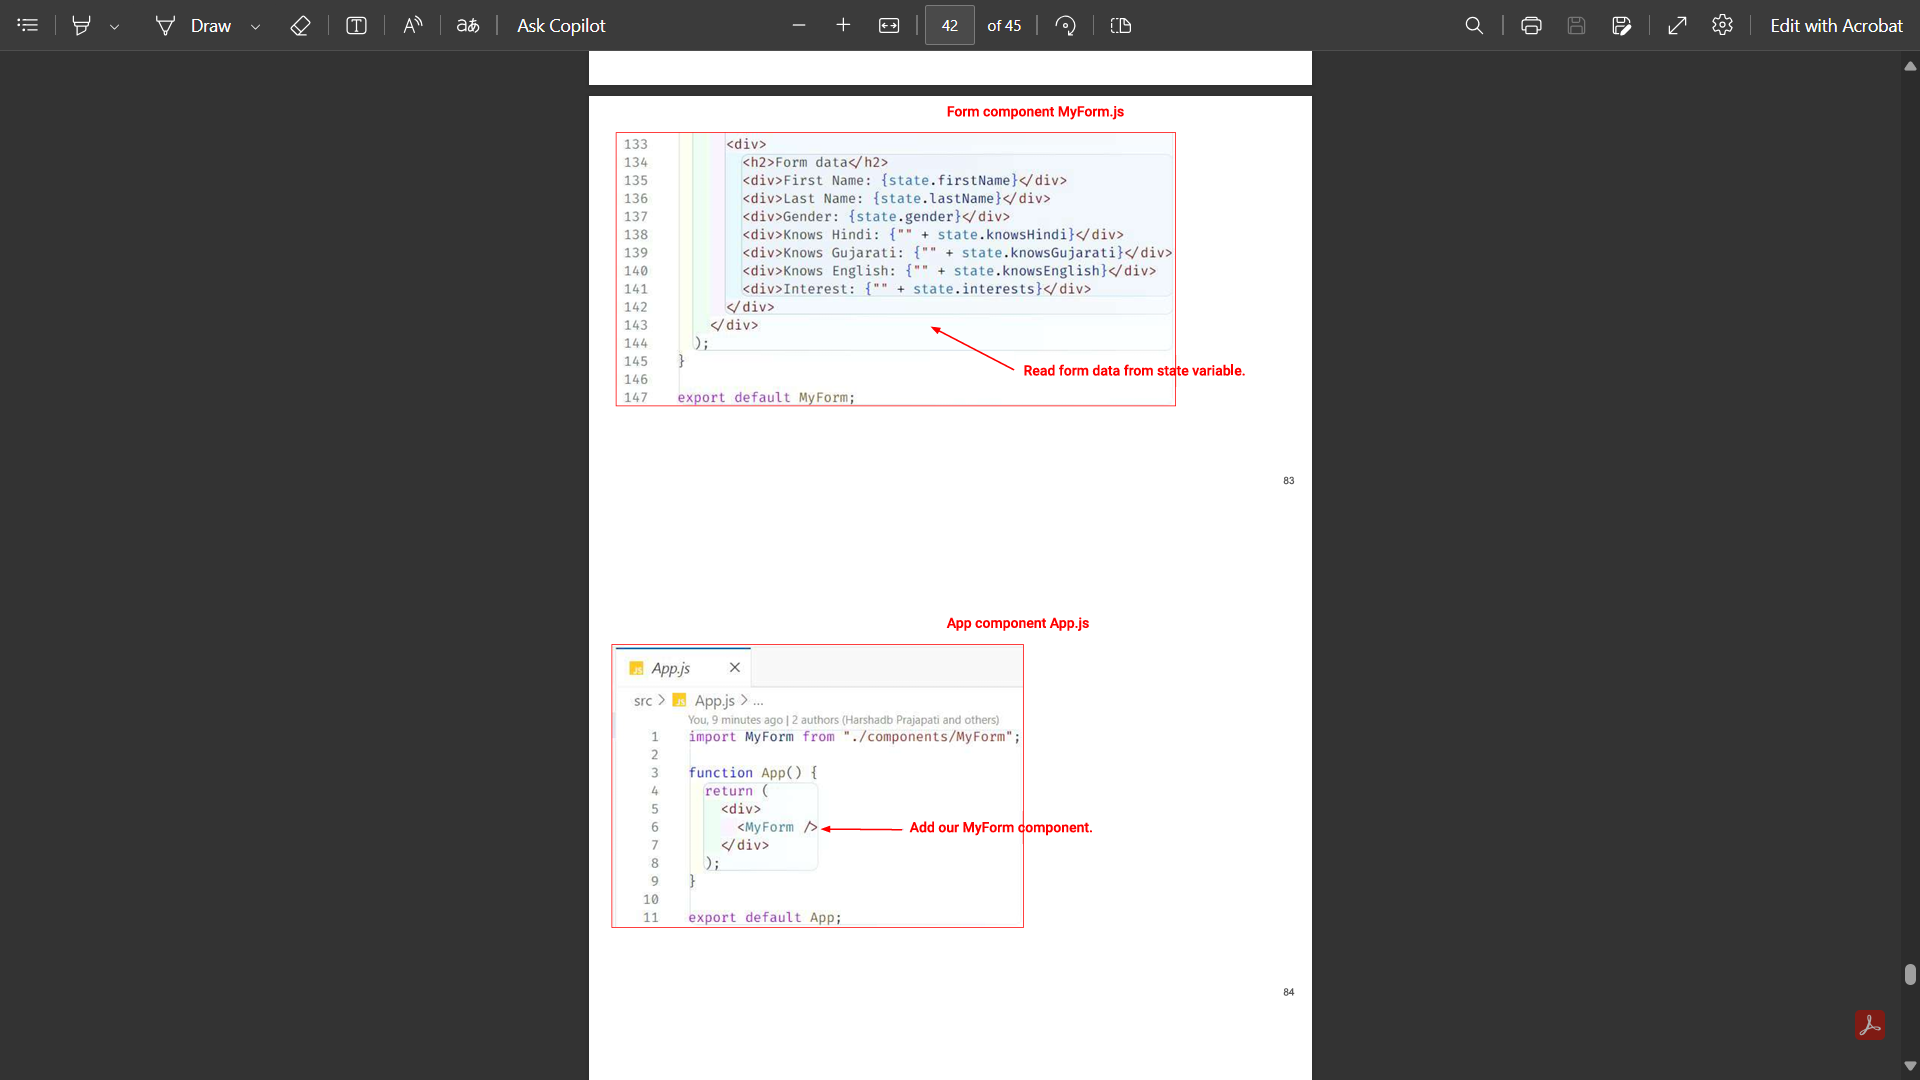 Draw
Ask Copilot
42 of 45
Edit with Acrobat
Form component MyForm.js
133 <div>
134 <h2>Form data</h2>
135 <div>First Name: {state.firstName}</div>
136 <div>Last Name: {state.lastName}</div>
137 <div>Gender: {state.gender}</div>
138 <div>Knows Hindi: {"" + state.knowsHindi}</div>
139 <div>Knows Gujarati: {"" + state.knowsGujarati}</div>
140 <div>Knows English: {"" + state.knowsEnglish}</div>
141 <div>Interest: {"" + state.interests}</div>
142 </div>
143 </div>
144 );
145 }
146
147 export default MyForm;
Read form data from state variable.
83
App component App.js
JS App.js
src > JS App.js > ...
You, 9 minutes ago | 2 authors (Harshadb Prajapati and others)
1 import MyForm from "./components/MyForm";
2
3 function App() {
4 return (
5 <div>
6 <MyForm />
7 </div>
8 );
9 }
10
11 export default App;
Add our MyForm component.
84